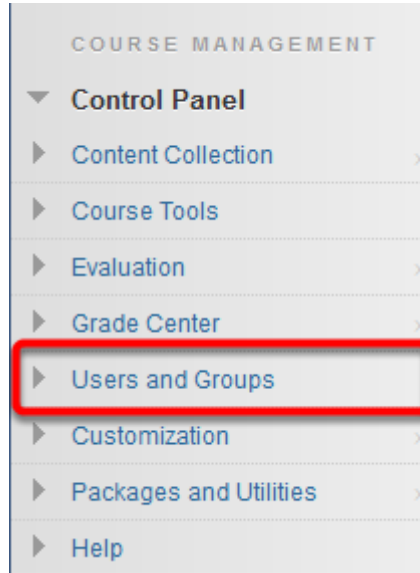 COURSE MANAGEMENT
Control Panel
Content Collection
Course Tools
Evaluation
Grade Center
Users and Groups
Customization
Packages and Utilities
Help